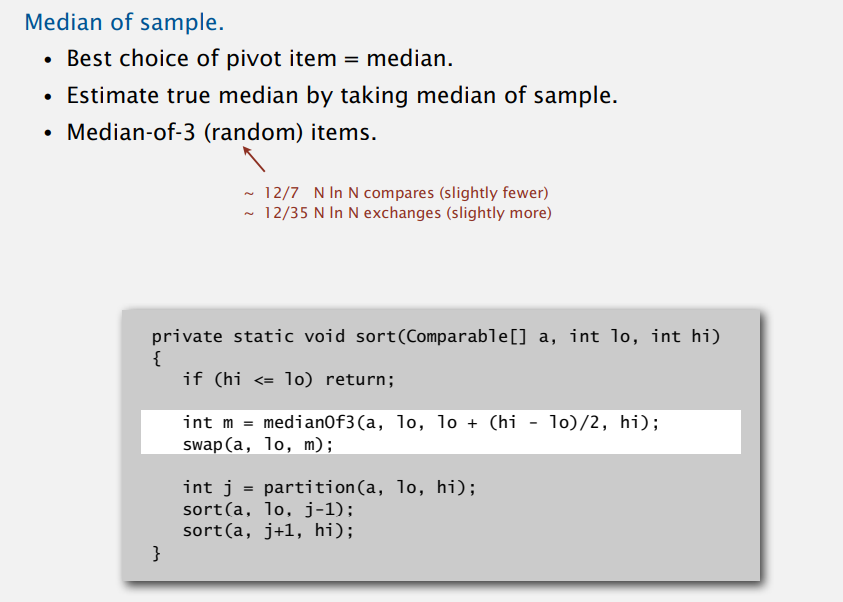 Median of sample.
• Best choice of pivot item = median.
• Estimate true median by taking median of sample.
• Median-of-3 (random) items.
~ 12/7 N ln N compares (slightly fewer)
~ 12/35 N ln N exchanges (slightly more)
private static void sort(Comparable[] a, int lo, int hi)
{
if (hi <= lo) return;
int m = medianOf3(a, lo, lo + (hi - lo)/2, hi);
swap(a, lo, m);
int j = partition(a, lo, hi);
sort(a, lo, j-1);
sort(a, j+1, hi);
}